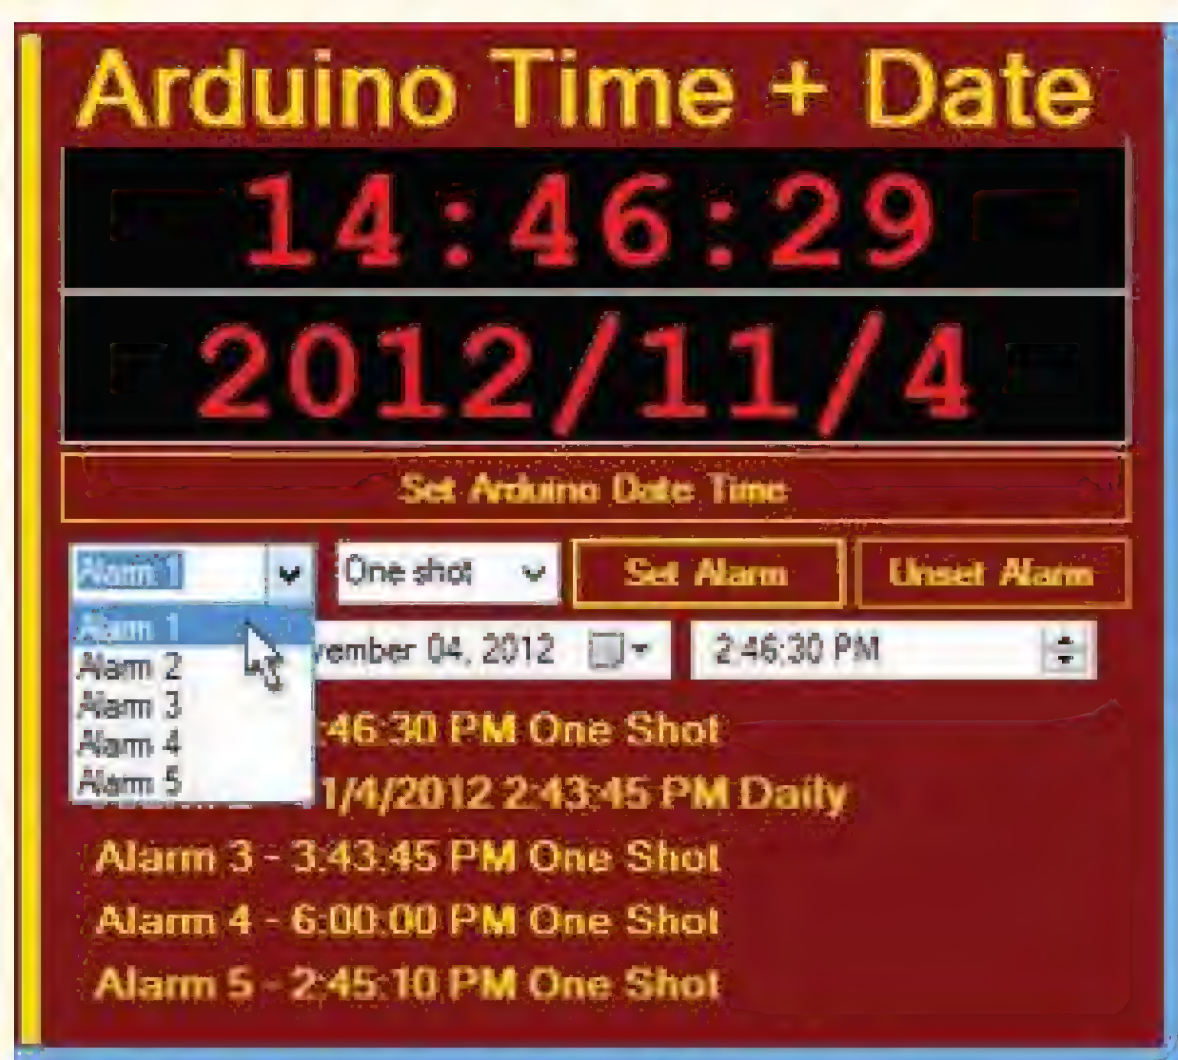 Arduino Time + Date
14:46:29
2012/11/4
Set Arduino Date Time
Alarm 1 One shot Set Alarm Unset Alarm
Alarm 1
vember 04, 2012 2:46:30 PM
Alarm 2
Alarm 3
Alarm 4
Alarm 5
:46:30 PM One Shot
1/4/2012 2:43:45 PM Daily
Alarm 3 - 3:43:45 PM One Shot
Alarm 4 - 6:00:00 PM One Shot
Alarm 5 - 2:45:10 PM One Shot